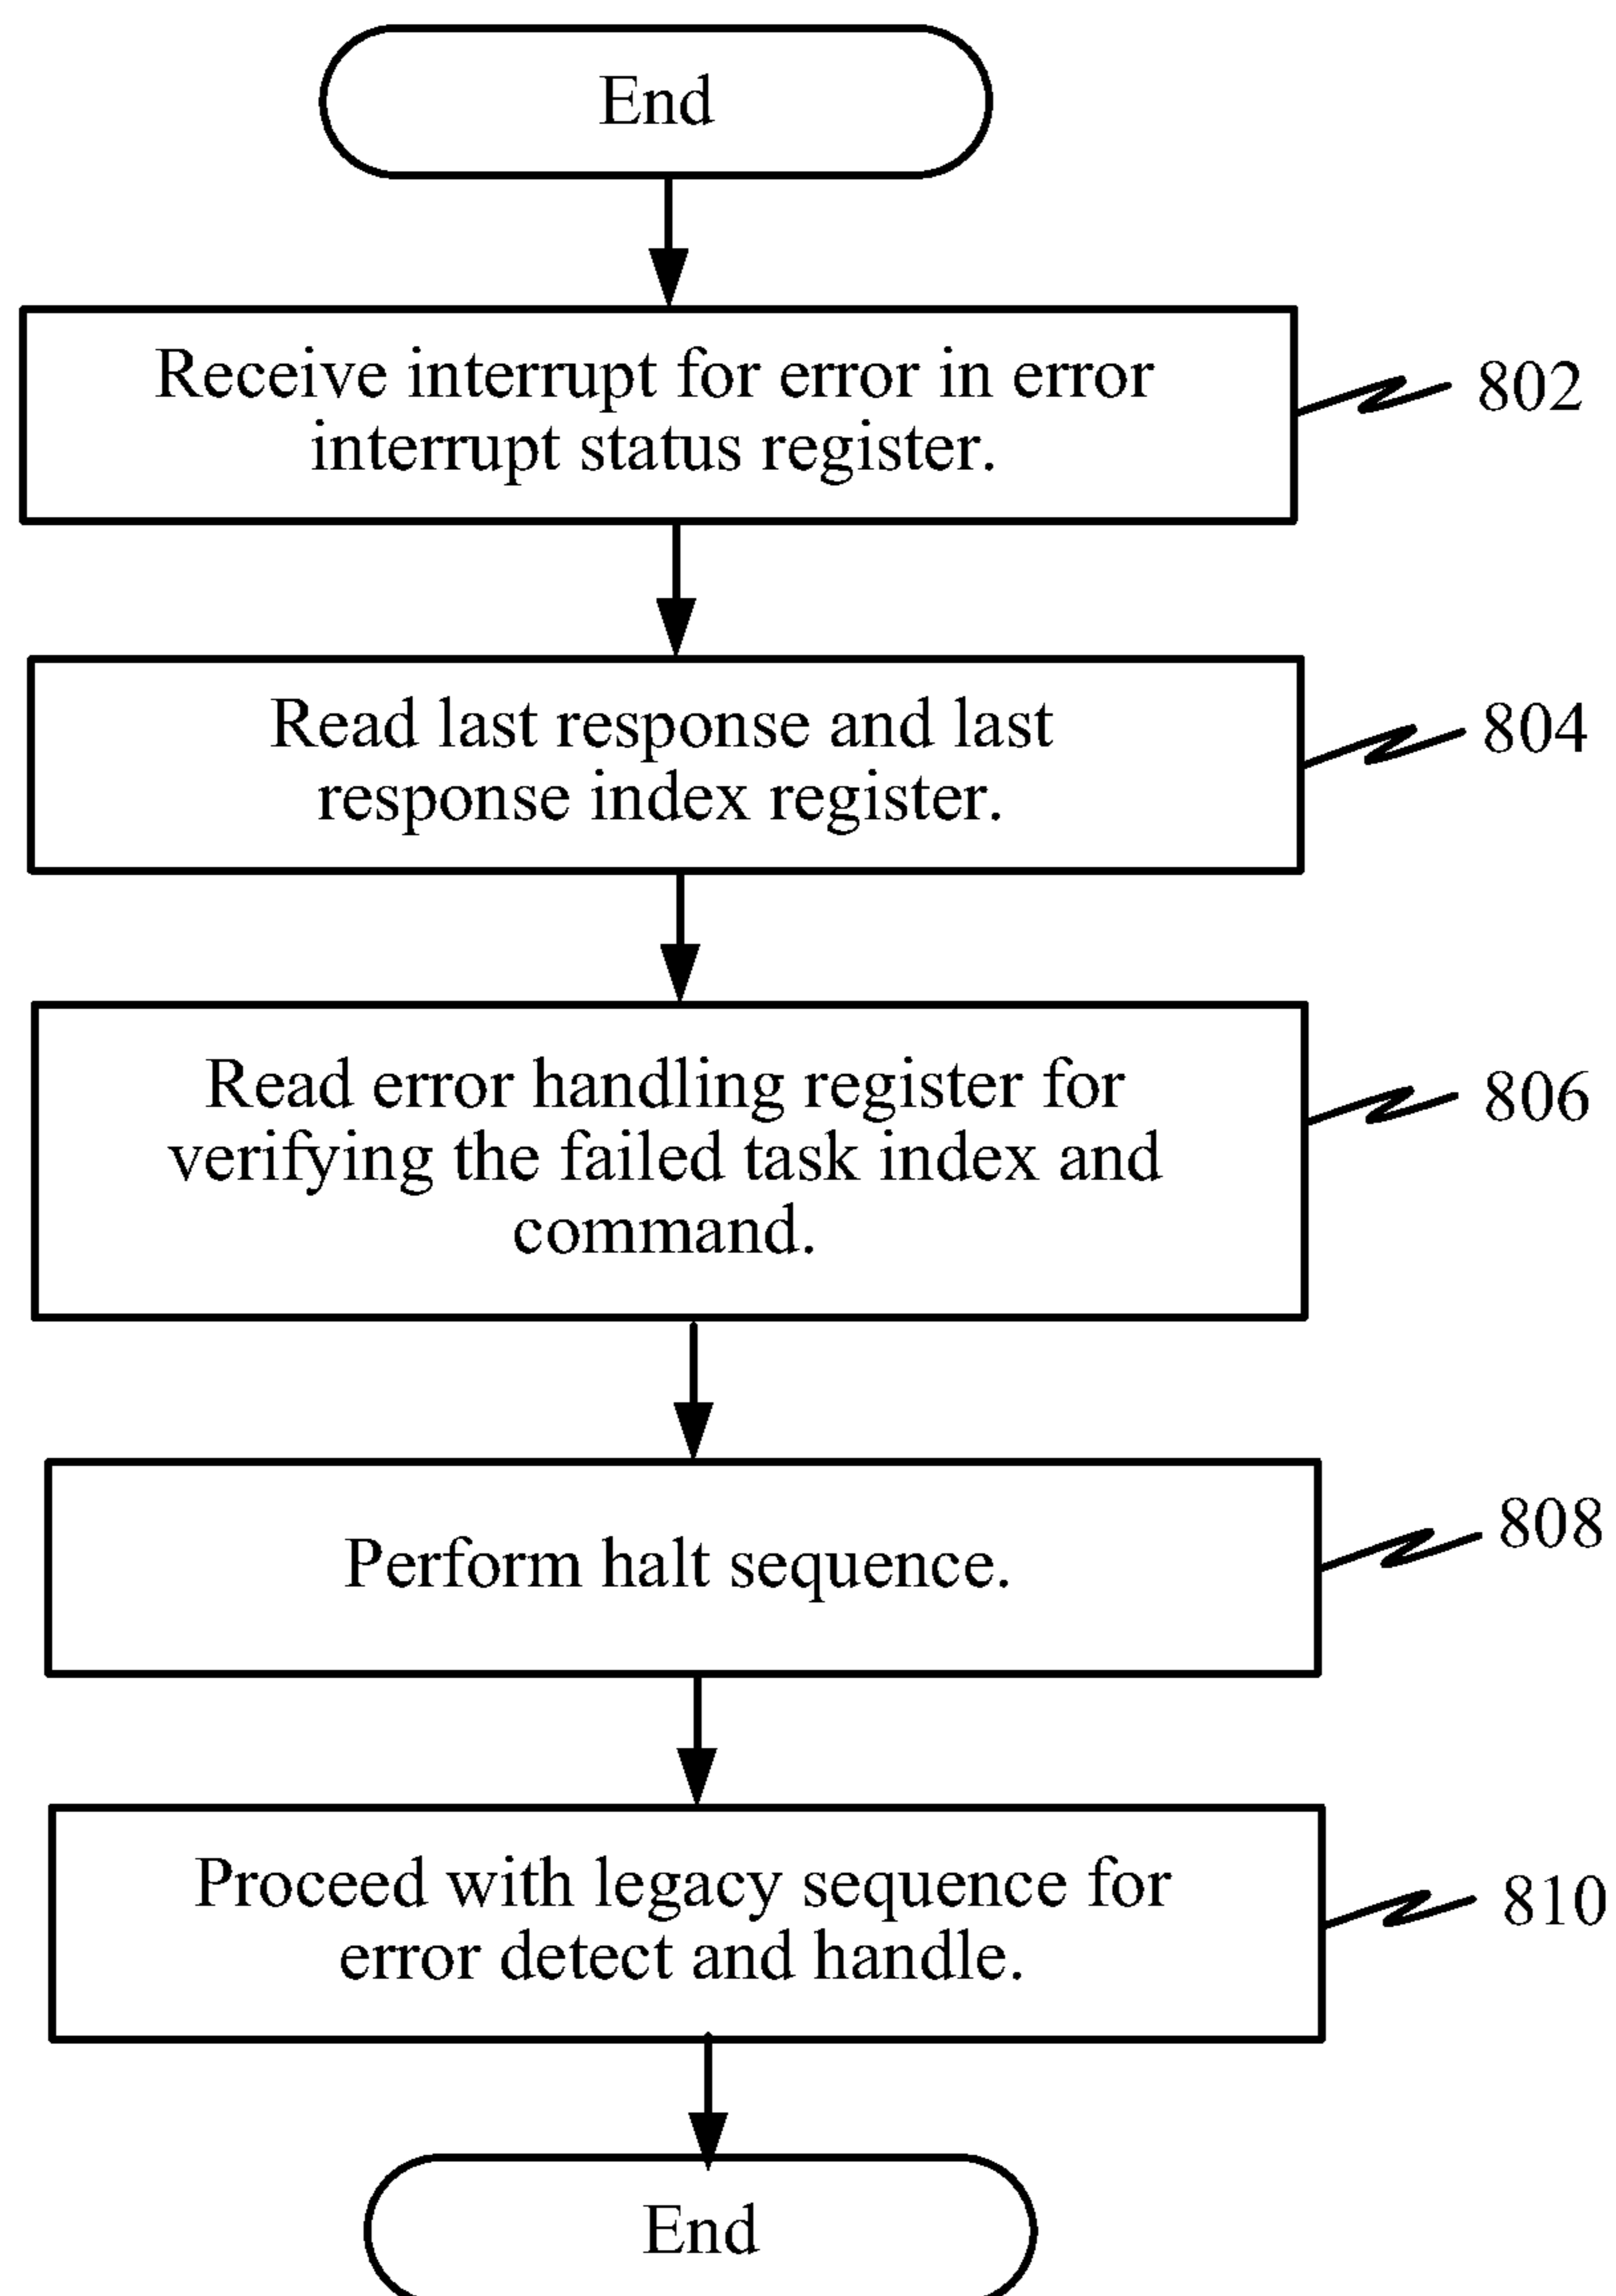 End
Receive interrupt for error in error
interrupt status register.
802
Read last response and last
response index register.
804
Read error handling register for
verifying the failed task index and
command.
806
Perform halt sequence.
808
Proceed with legacy sequence for
error detect and handle.
810
End